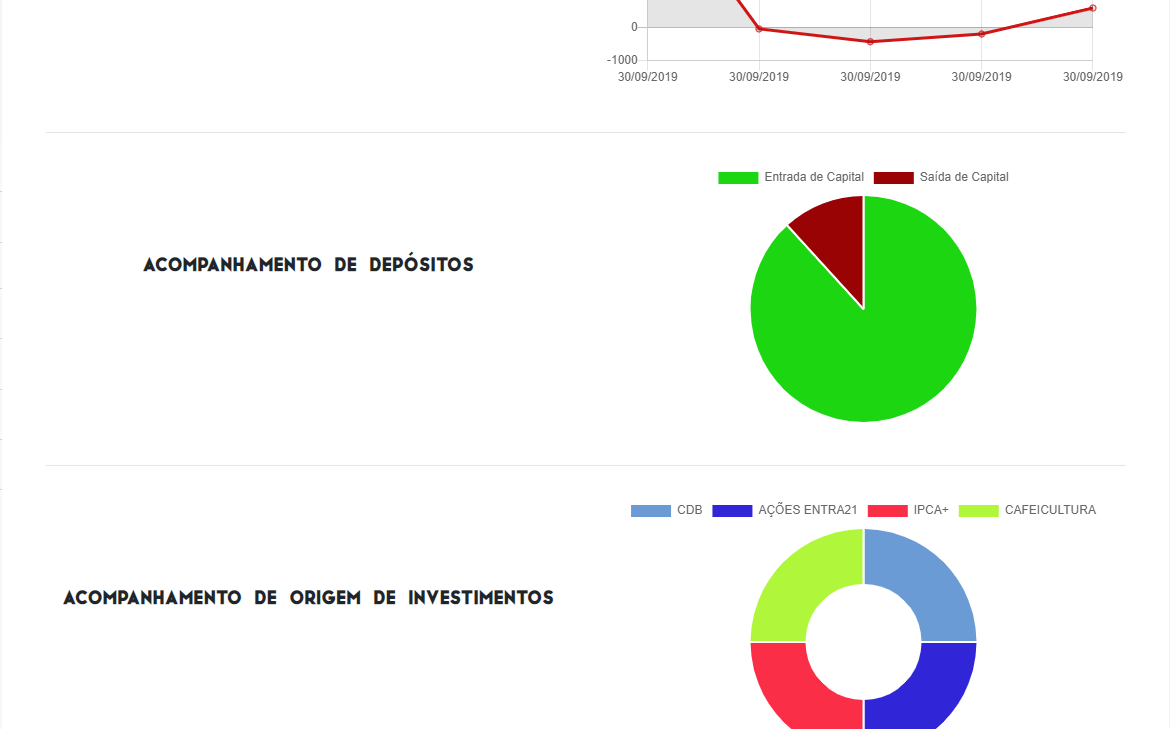 0
-1000
30/09/2019 30/09/2019 30/09/2019 30/09/2019 30/09/2019
Entrada de Capital Saída de Capital
ACOMPANHAMENTO DE DEPÓSITOS
CDB AÇÕES ENTRA21 IPCA+ CAFEICULTURA
ACOMPANHAMENTO DE ORIGEM DE INVESTIMENTOS